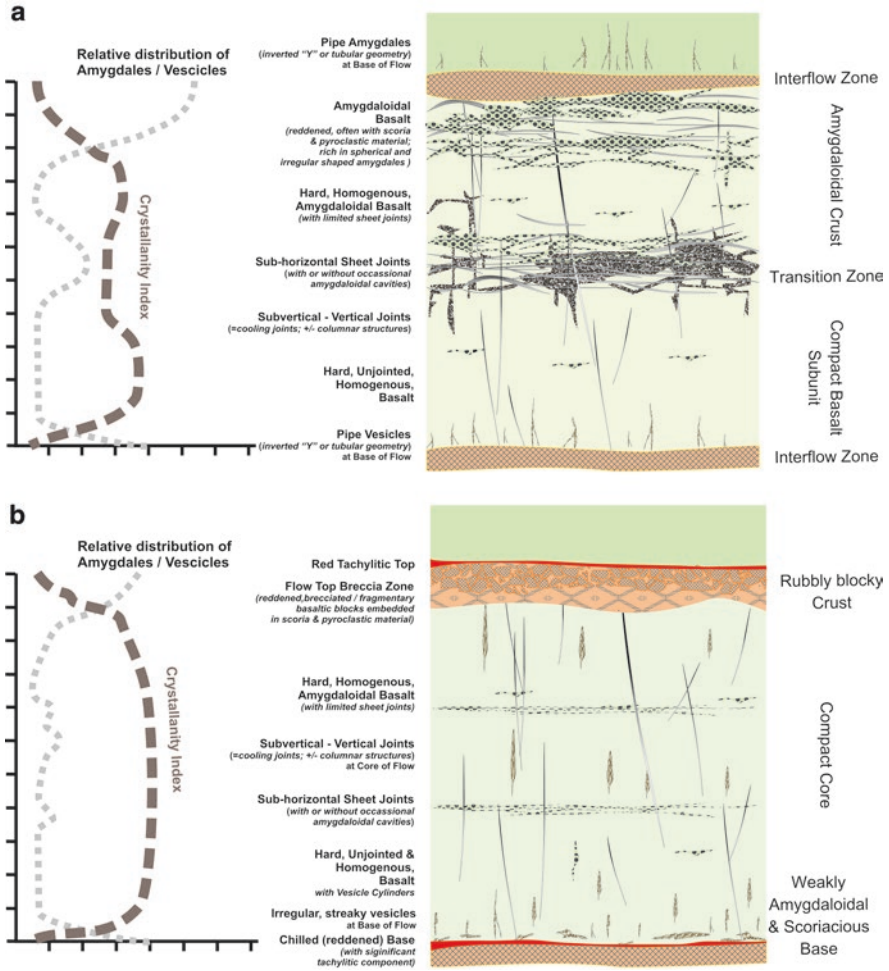 a
Relative distribution of
Amygdales / Vescicles
Crystallanity Index
Pipe Amygdales
(inverted “Y” or tubular geometry)
at Base of Flow
Amygdaloidal
Basalt
(reddened, often with scoria
& pyroclastic material;
rich in spherical and
irregular shaped amygdales )
Hard, Homogenous,
Amygdaloidal Basalt
(with limited sheet joints)
Sub-horizontal Sheet Joints
(with or without occassional
amygdaloidal cavities)
Subvertical - Vertical Joints
(=cooling joints; +/- columnar structures)
Hard, Unjointed,
Homogenous,
Basalt
Pipe Vesicles
(inverted “Y” or tubular geometry)
at Base of Flow
Interflow Zone
Amygdaloidal Crust
Transition Zone
Compact Basalt
Subunit
Interflow Zone
b
Relative distribution of
Amygdales / Vescicles
Crystallanity Index
Red Tachylitic Top
Flow Top Breccia Zone
(reddened,brecciated / fragmentary
basaltic blocks embedded
in scoria & pyroclastic material)
Hard, Homogenous,
Amygdaloidal Basalt
(with limited sheet joints)
Subvertical - Vertical Joints
(=cooling joints; +/- columnar structures)
at Core of Flow
Sub-horizontal Sheet Joints
(with or without occassional
amygdaloidal cavities)
Hard, Unjointed &
Homogenous,
Basalt
with Vesicle Cylinders
Irregular, streaky vesicles
at Base of Flow
Chilled (reddened) Base
(with siginificant
tachylitic component)
Rubbly blocky
Crust
Compact Core
Weakly
Amygdaloidal
& Scoriacious
Base